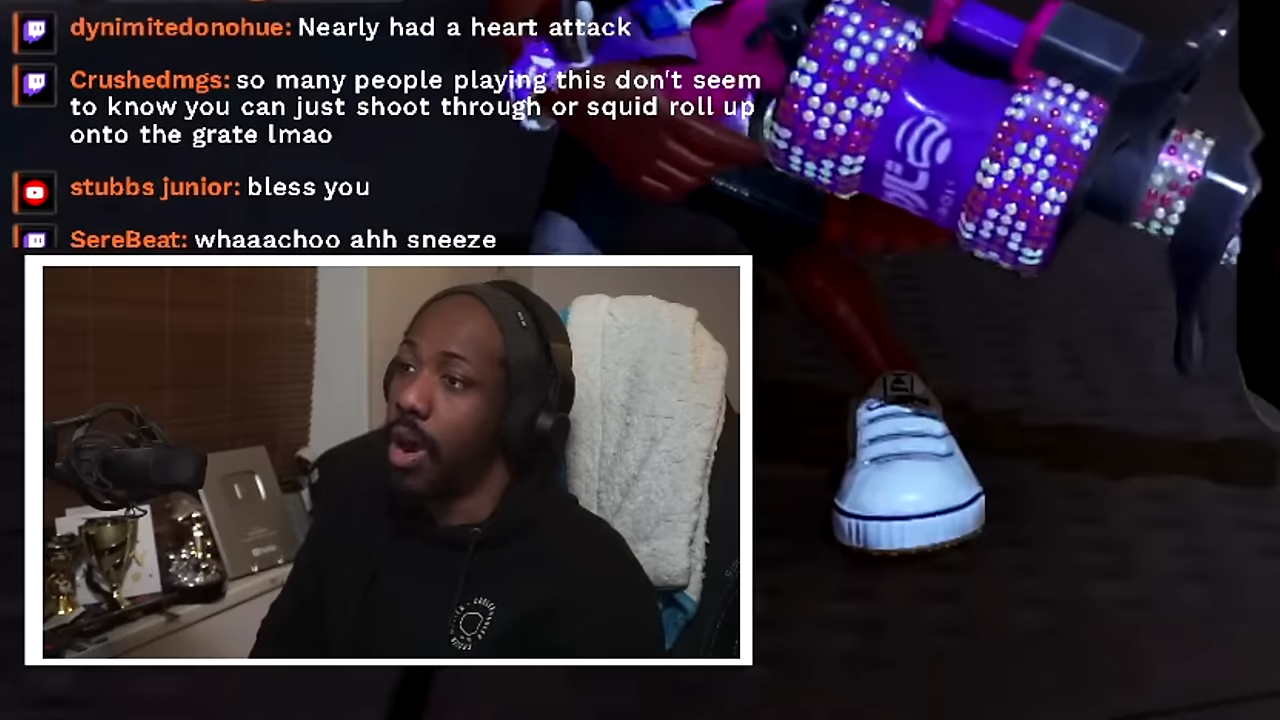 dynimitedonohue: Nearly had a heart attack
Crushedmgs: so many people playing this don't seem
to know you can just shoot through or squid roll up
onto the grate lmao
stubbs junior: bless you
SereBeat: whaaachoo ahh sneeze